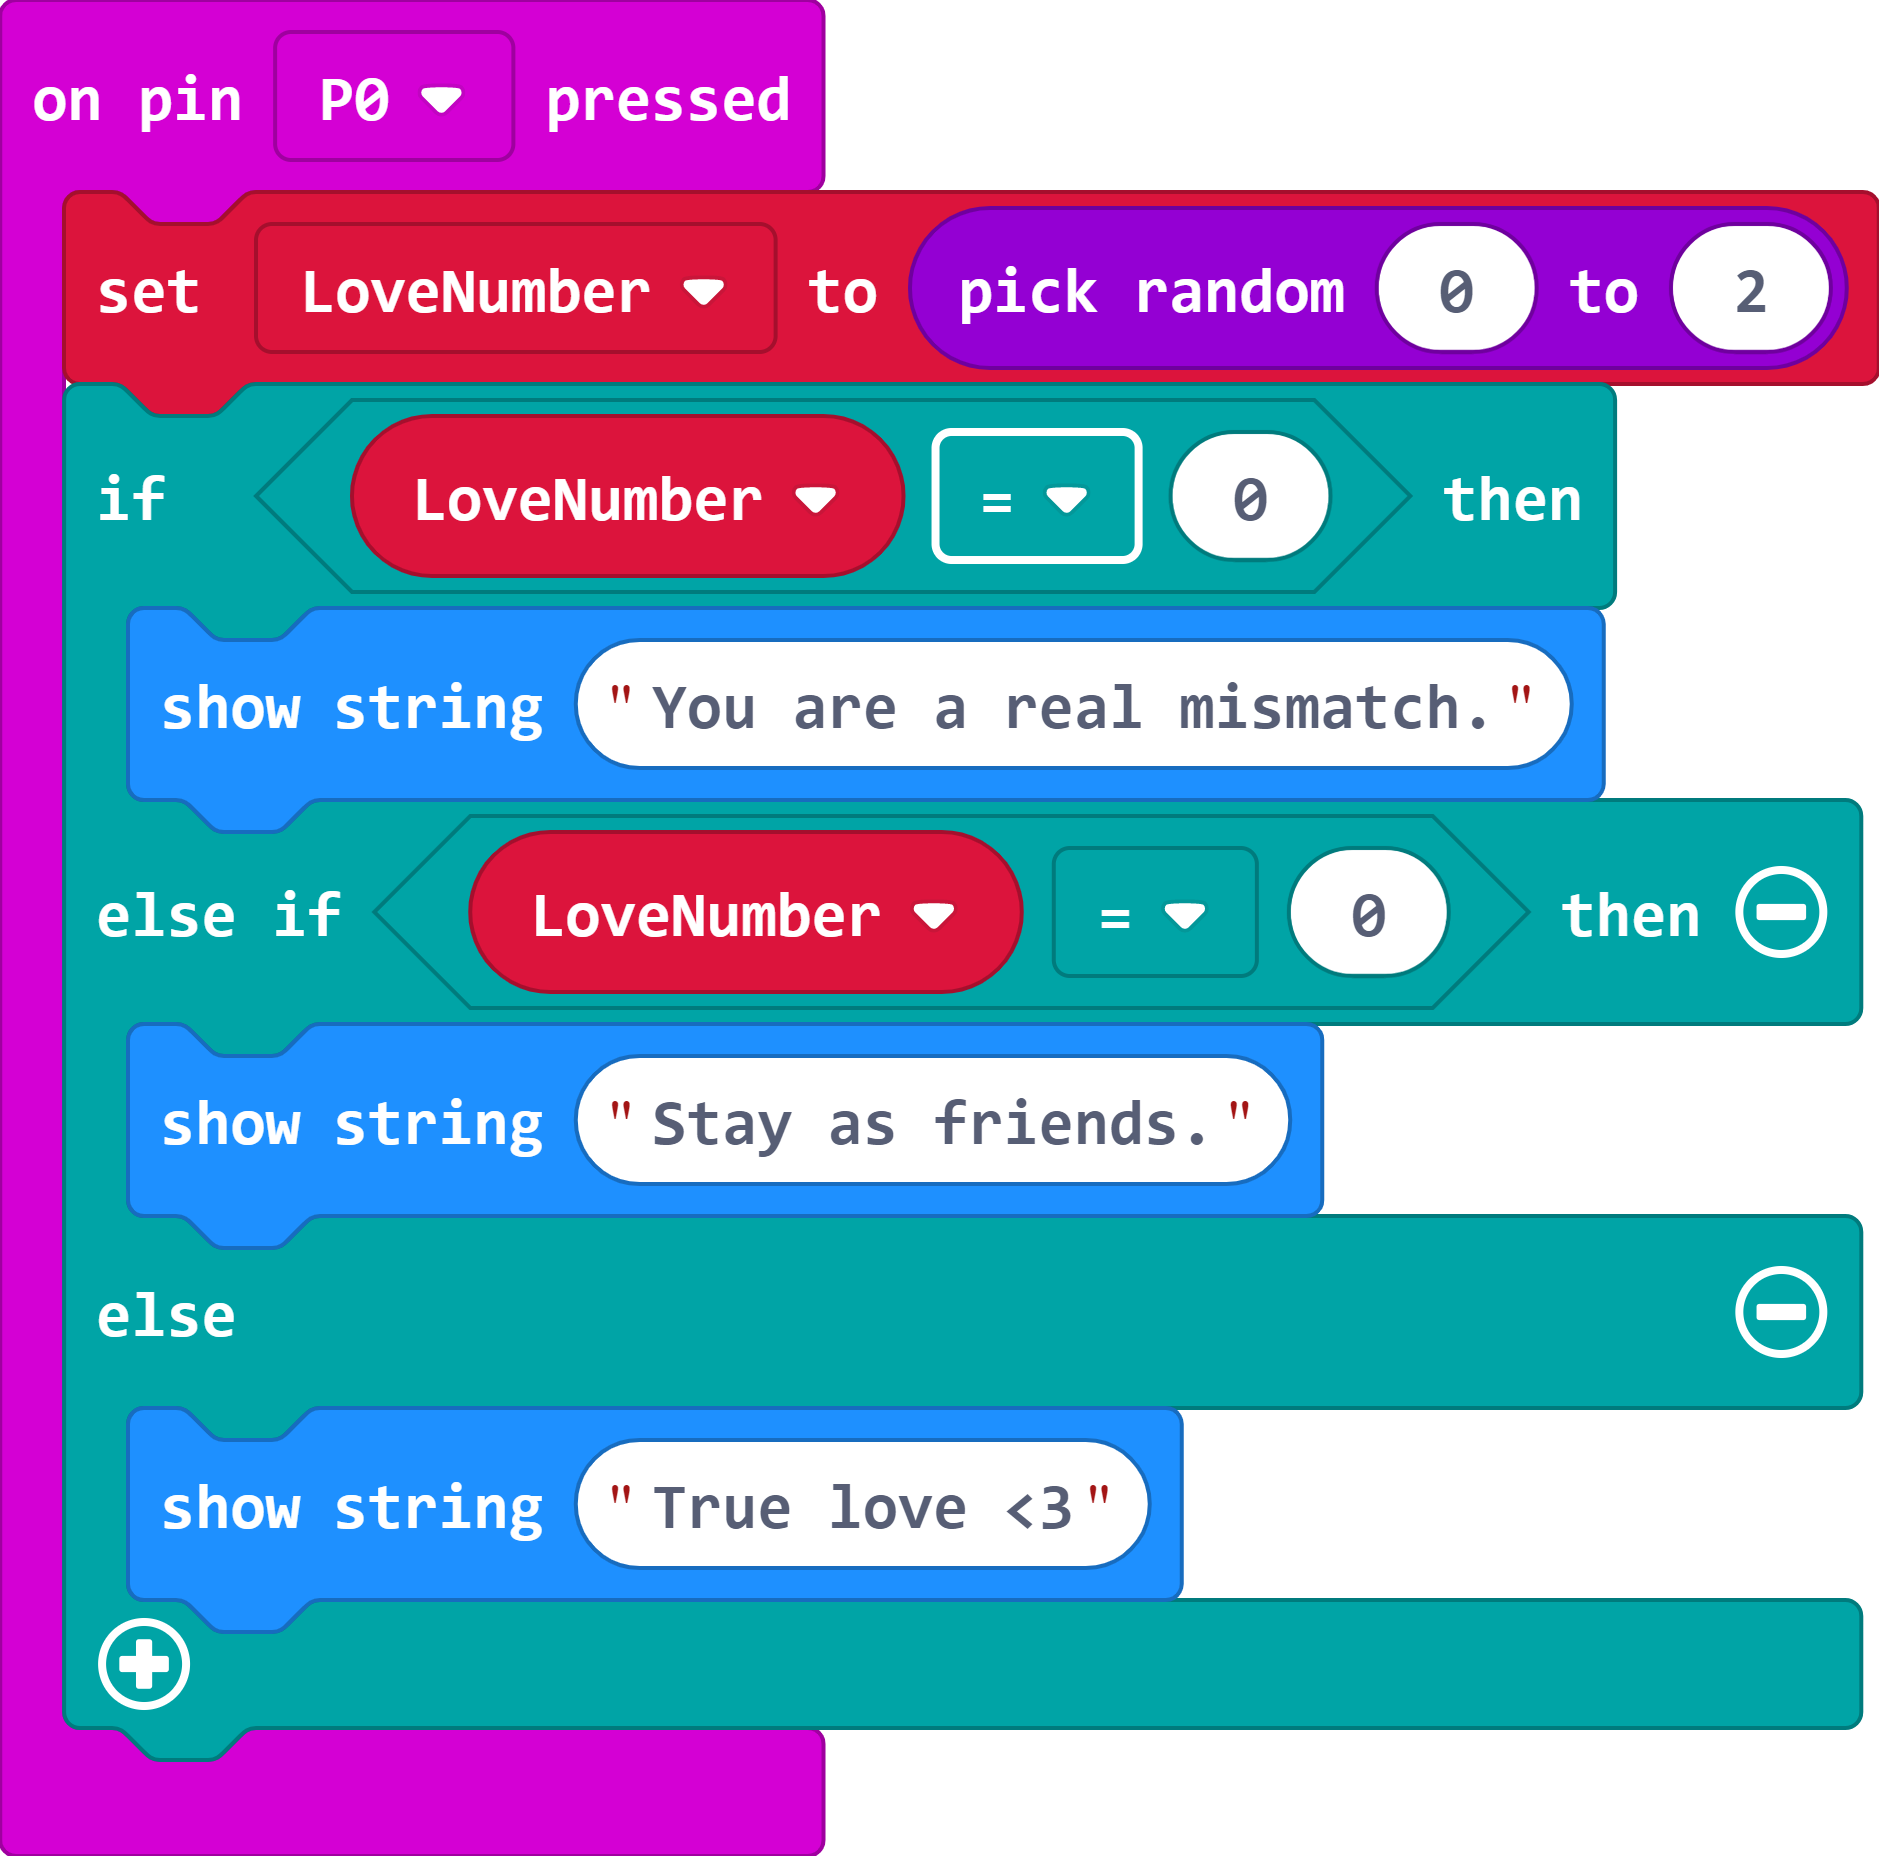 on pin P0 pressed
set LoveNumber to pick random 0 to 2
if LoveNumber = 0 then
show string "You are a real mismatch."
else if LoveNumber = 0 then
show string "Stay as friends."
else
show string "True love <3"